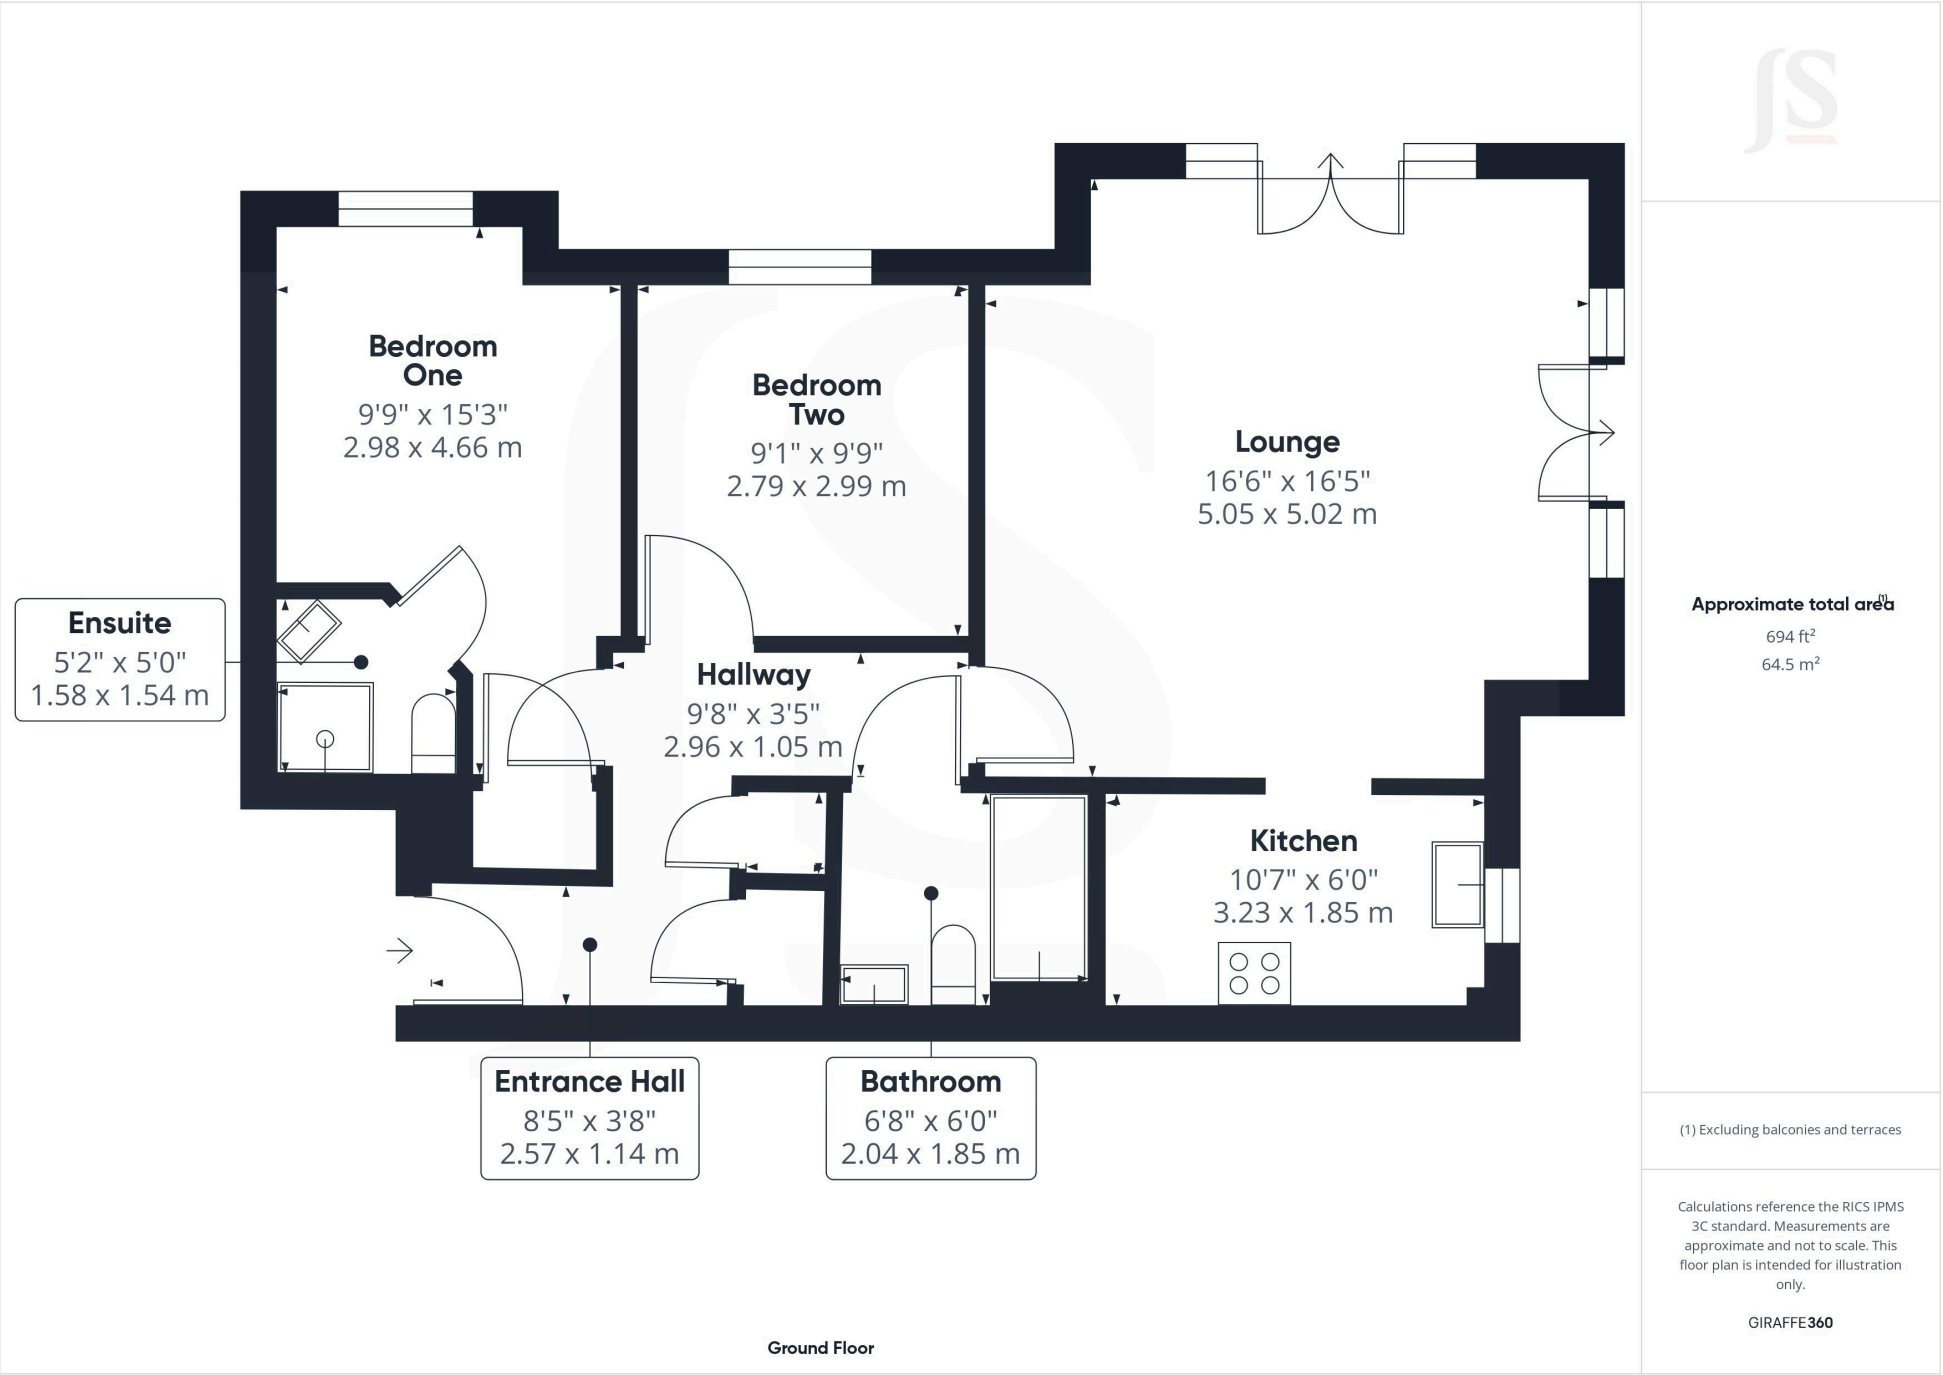 Bedroom
One
9'9" x 15'3"
2.98 x 4.66 m
Bedroom
Two
9'1" x 9'9"
2.79 x 2.99 m
Lounge
16'6" x 16'5"
5.05 x 5.02 m
Ensuite
5'2" x 5'0"
1.58 x 1.54 m
Hallway
9'8" x 3'5"
2.96 x 1.05 m
Kitchen
10'7" x 6'0"
3.23 x 1.85 m
Entrance Hall
8'5" x 3'8"
2.57 x 1.14 m
Bathroom
6'8" x 6'0"
2.04 x 1.85 m
Ground Floor
JS
Approximate total area(1)
694 ft²
64.5 m²
(1) Excluding balconies and terraces
Calculations reference the RICS IPMS
3C standard. Measurements are
approximate and not to scale. This
floor plan is intended for illustration
only.
GIRAFFE360